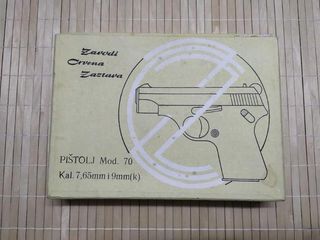 Zavodi
Crvena
Zastava
PIŠTOLJ Mod. 70
Kal. 7,65mm i 9mm(k)